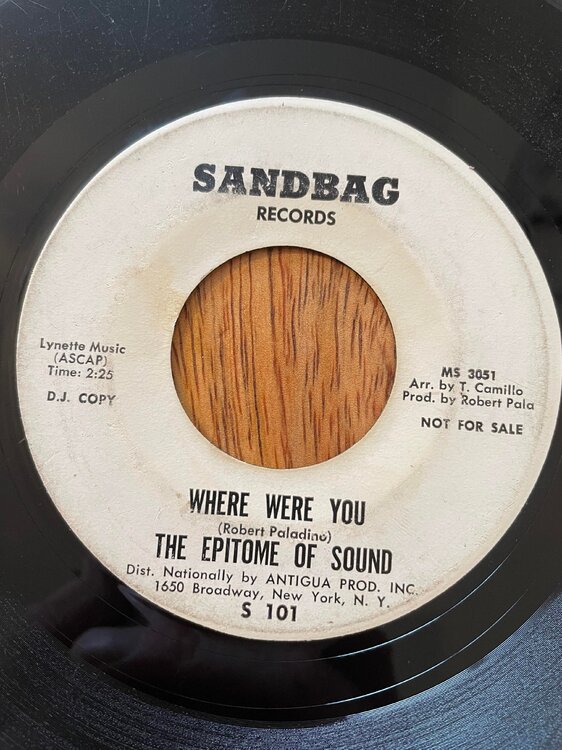 SANDBAG
RECORDS
Lynette Music
(ASCAP)
Time: 2:25
D.J. COPY
MS 3051
Arr. by T. Camillo
Prod. by Robert Pala
NOT FOR SALE
WHERE WERE YOU
(Robert Paladino)
THE EPITOME OF SOUND
Dist. Nationally by ANTIGUA PROD. INC.
1650 Broadway, New York, N. Y.
S 101